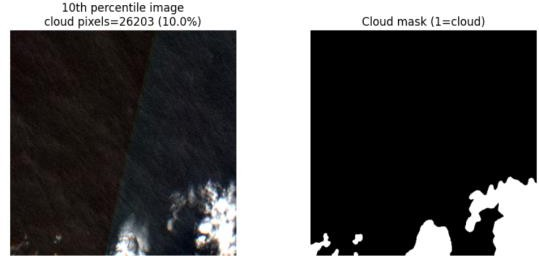 10th percentile image
cloud pixels=26203 (10.0%)
Cloud mask (1=cloud)